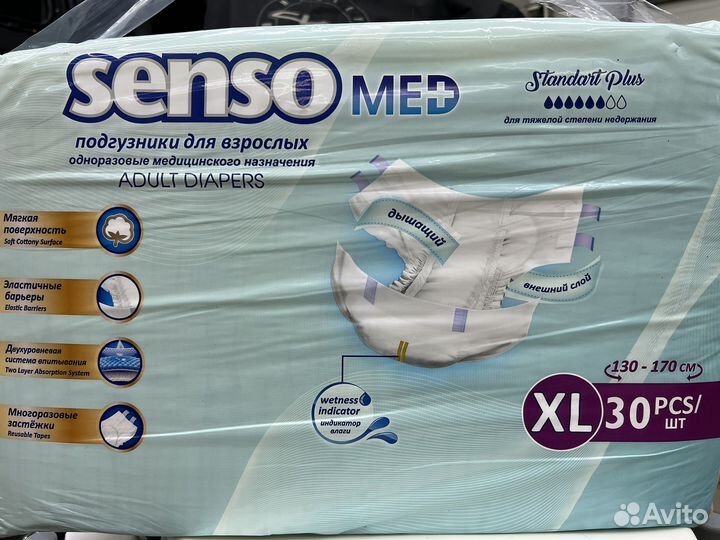 senso MED
Standart Plus
для тяжелой степени недержания
подгузники для взрослых
одноразовые медицинского назначения
ADULT DIAPERS
Мягкая
поверхность
Soft Cottony Surface
Эластичные
барьеры
Elastic Barriers
Двухуровневая
система впитывания
Two Layer Absorption System
Многоразовые
застёжки
Reusable Tapes
дышащий
внешний слой
wetness
indicator
индикатор
влаги
130 - 170 см
XL 30 PCS/
ШТ
Avito